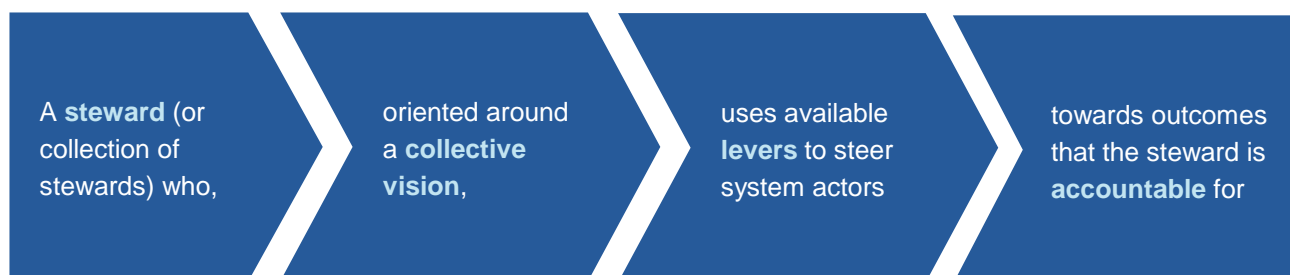 A steward (or
collection of
stewards) who,
oriented around
a collective
vision,
uses available
levers to steer
system actors
towards outcomes
that the steward is
accountable for